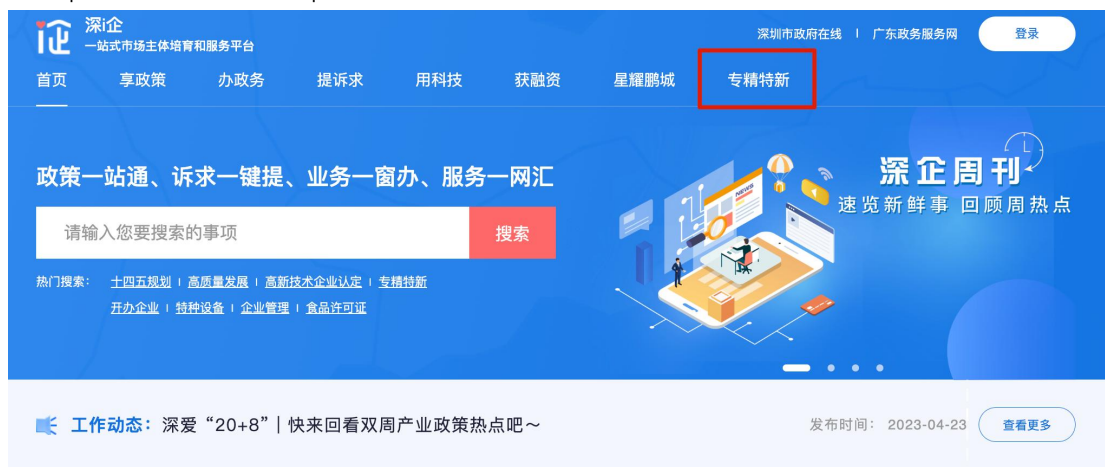 深i企
一站式市场主体培育和服务平台
深圳市政府在线 | 广东政务服务网 登录
首页 享政策 办政务 提诉求 用科技 获融资 星耀鹏城 专精特新
政策一站通、诉求一键提、业务一窗办、服务一网汇
请输入您要搜索的事项 搜索
热门搜索： 十四五规划 | 高质量发展 | 高新技术企业认定 | 专精特新
开办企业 | 特种设备 | 企业管理 | 食品许可证
NEWS
深企周刊
速览新鲜事 回顾周热点
工作动态：深爱“20+8”| 快来回看双周产业政策热点吧～ 发布时间： 2023-04-23 查看更多